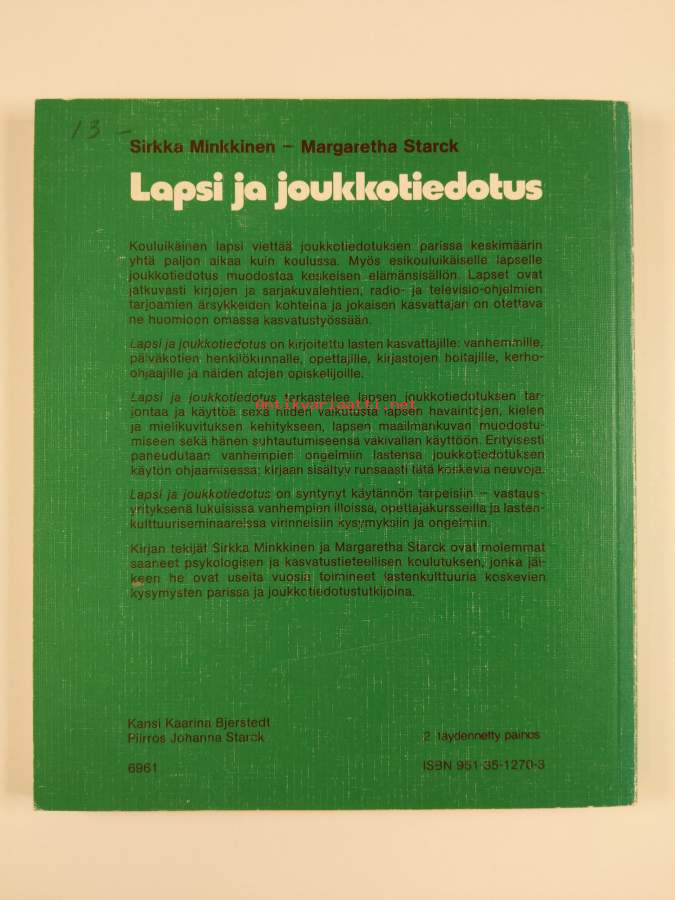 13 –
Sirkka Minkkinen – Margaretha Starck
Lapsi ja joukkotiedotus
Kouluikäinen lapsi viettää joukkotiedotuksen parissa keskimäärin
yhtä paljon aikaa kuin koulussa. Myös esikouluikäiselle lapselle
joukkotiedotus muodostaa keskeisen elämänsisällön. Lapset ovat
jatkuvasti kirjojen ja sarjakuvalehtien, radio- ja televisio-ohjelmien
tarjoamien ärsykkeiden kohteina ja jokaisen kasvattajan on otettava
ne huomioon omassa kasvatustyössään.
Lapsi ja joukkotiedotus on kirjoitettu lasten kasvattajille: vanhemmille,
päiväkotien henkilökunnalle, opettajille, kirjastojen hoitajille, kerho-
ohjaajille ja näiden alojen opiskelijoille.
Lapsi ja joukkotiedotus tarkastelee lapsen joukkotiedotuksen tar-
antikvariaatti.net
jontaa ja käyttöä sekä niiden vaikutusta lapsen havaintojen, kielen
ja mielikuvituksen kehitykseen, lapsen maailmankuvan muodostu-
miseen sekä hänen suhtautumiseensa väkivallan käyttöön. Erityisesti
paneudutaan vanhempien ongelmiin lastensa joukkotiedotuksen
käytön ohjaamisessa; kirjaan sisältyy runsaasti tätä koskevia neuvoja.
Lapsi ja joukkotiedotus on syntynyt käytännön tarpeisiin – vastaus-
yrityksenä lukuisissa vanhempien illoissa, opettajakursseilla ja lasten-
kulttuuriseminaareissa virinneisiin kysymyksiin ja ongelmiin.
Kirjan tekijät Sirkka Minkkinen ja Margaretha Starck ovat molemmat
saaneet psykologisen ja kasvatustieteellisen koulutuksen, jonka jäl-
keen he ovat useita vuosia toimineet lastenkulttuuria koskevien
kysymysten parissa ja joukkotiedotustutkijoina.
Kansi Kaarina Bjerstedt
Piirros Johanna Starck
2. täydennetty painos
6961
ISBN 951-35-1270-3